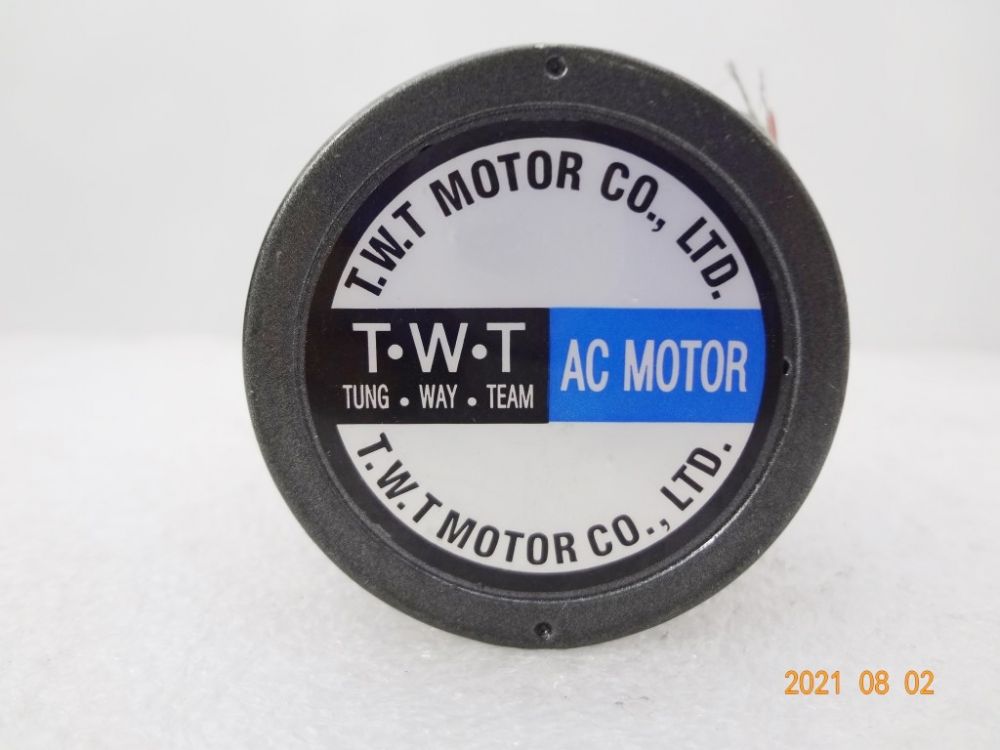 T.W.T MOTOR CO., LTD.
T•W•T
TUNG • WAY • TEAM
AC MOTOR
T.W.T MOTOR CO., LTD.
2021 08 02